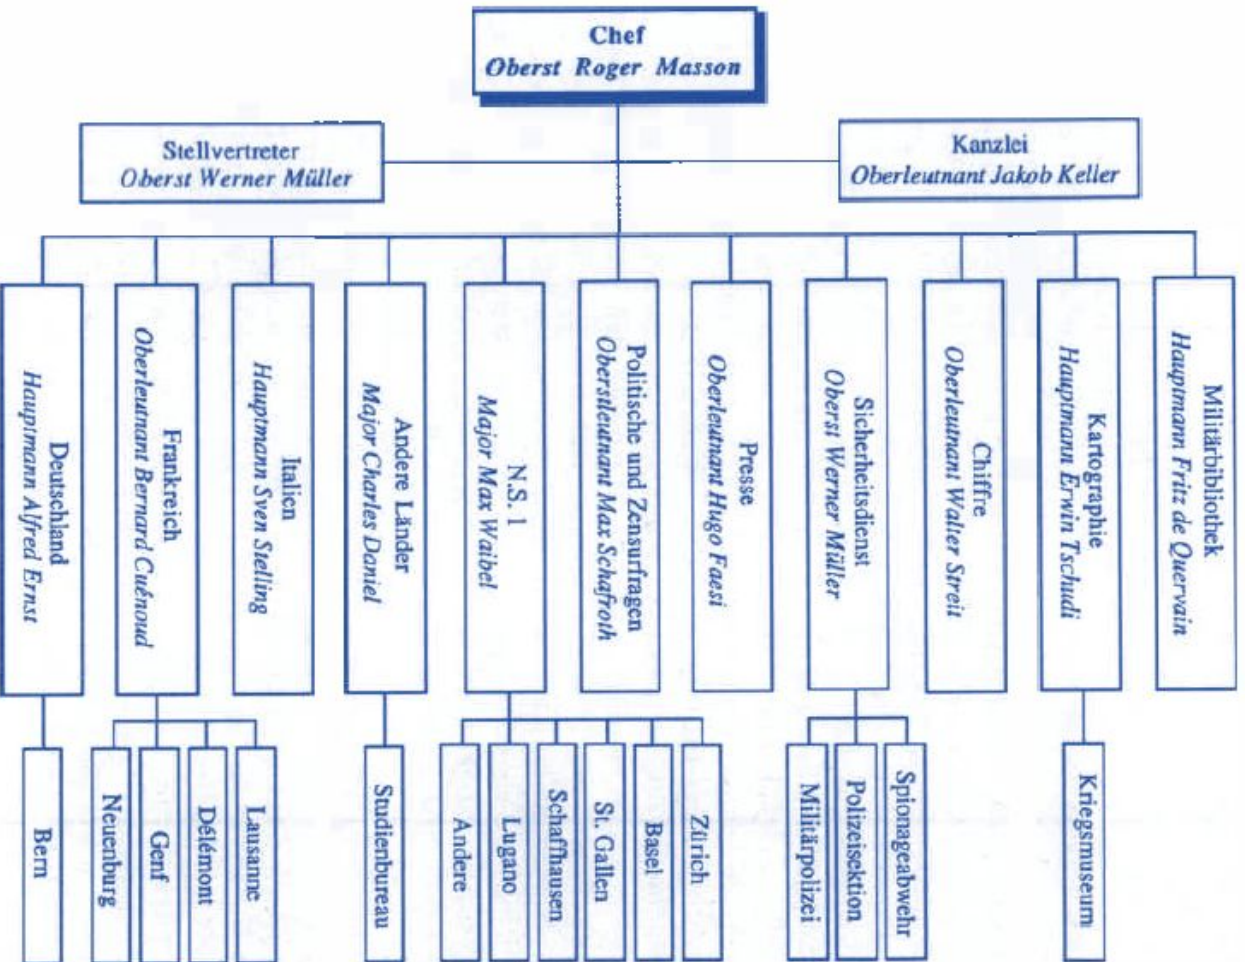 Chef
Oberst Roger Masson
Stellvertreter
Oberst Werner Müller
Kanzlei
Oberleutnant Jakob Keller
Deutschland
Hauptmann Alfred Ernst
Frankreich
Oberleutnant Bernard Cuénoud
Italien
Hauptmann Sven Stelling
Andere Länder
Major Charles Daniel
N.S. 1
Major Max Waibel
Politische und Zensurfragen
Oberstleutnant Max Schafroth
Presse
Oberleutnant Hugo Faesi
Sicherheitsdienst
Oberst Werner Müller
Chiffre
Oberleutnant Walter Streit
Kartographie
Hauptmann Erwin Tschudi
Militärbibliothek
Hauptmann Fritz de Quervain
Bern
Neuenburg
Genf
Délémont
Lausanne
Studienbureau
Andere
Lugano
Schaffhausen
St. Gallen
Basel
Zürich
Militärpolizei
Polizeisektion
Spionageabwehr
Kriegsmuseum